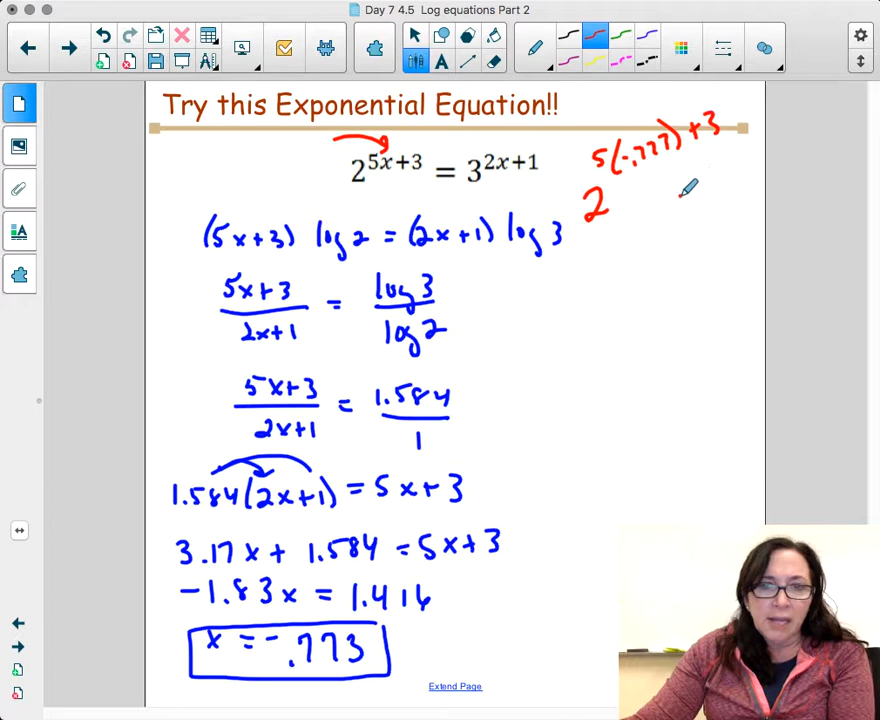 Day 7 4.5 Log equations Part 2
Try this Exponential Equation!!
2^{5x+3} = 3^{2x+1}
2^{5(-.777)+3}
(5x+3) log 2 = (2x+1) log 3
5x+3 / 2x+1 = log 3 / log 2
5x+3 / 2x+1 = 1.584 / 1
1.584(2x+1) = 5x+3
3.17x + 1.584 = 5x+3
-1.83x = 1.416
x = -.773
Extend Page